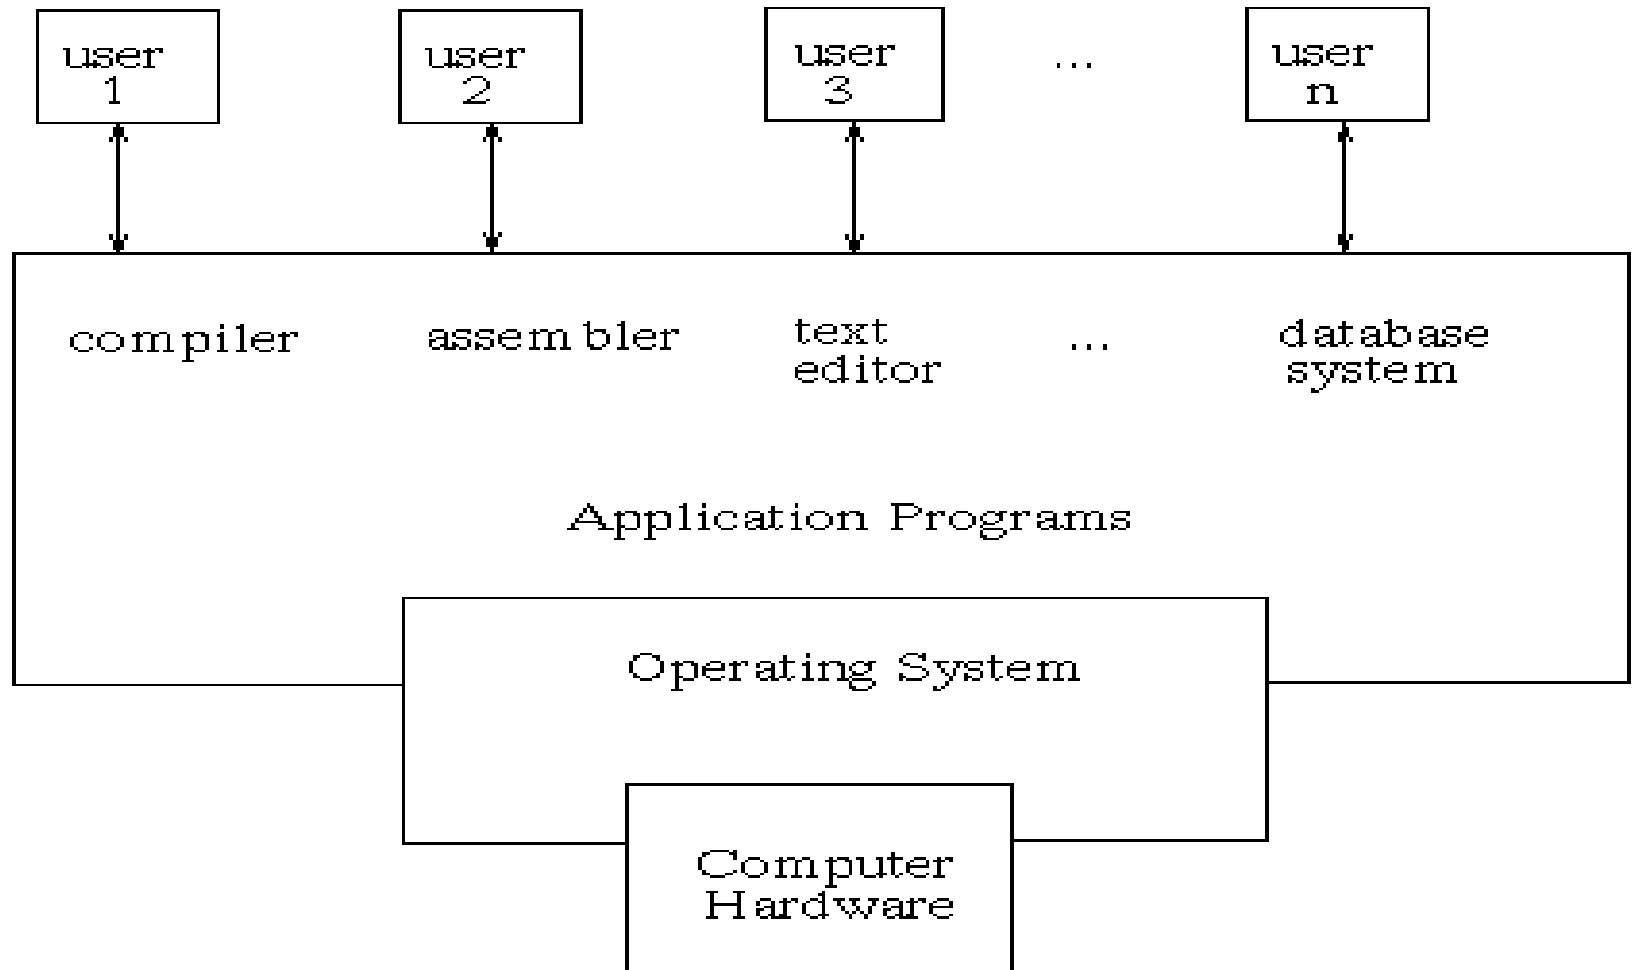 user
1
user
2
user
3
...
user
n
compiler
assembler
text
editor
...
database
system
Application Programs
Operating System
Computer
Hardware